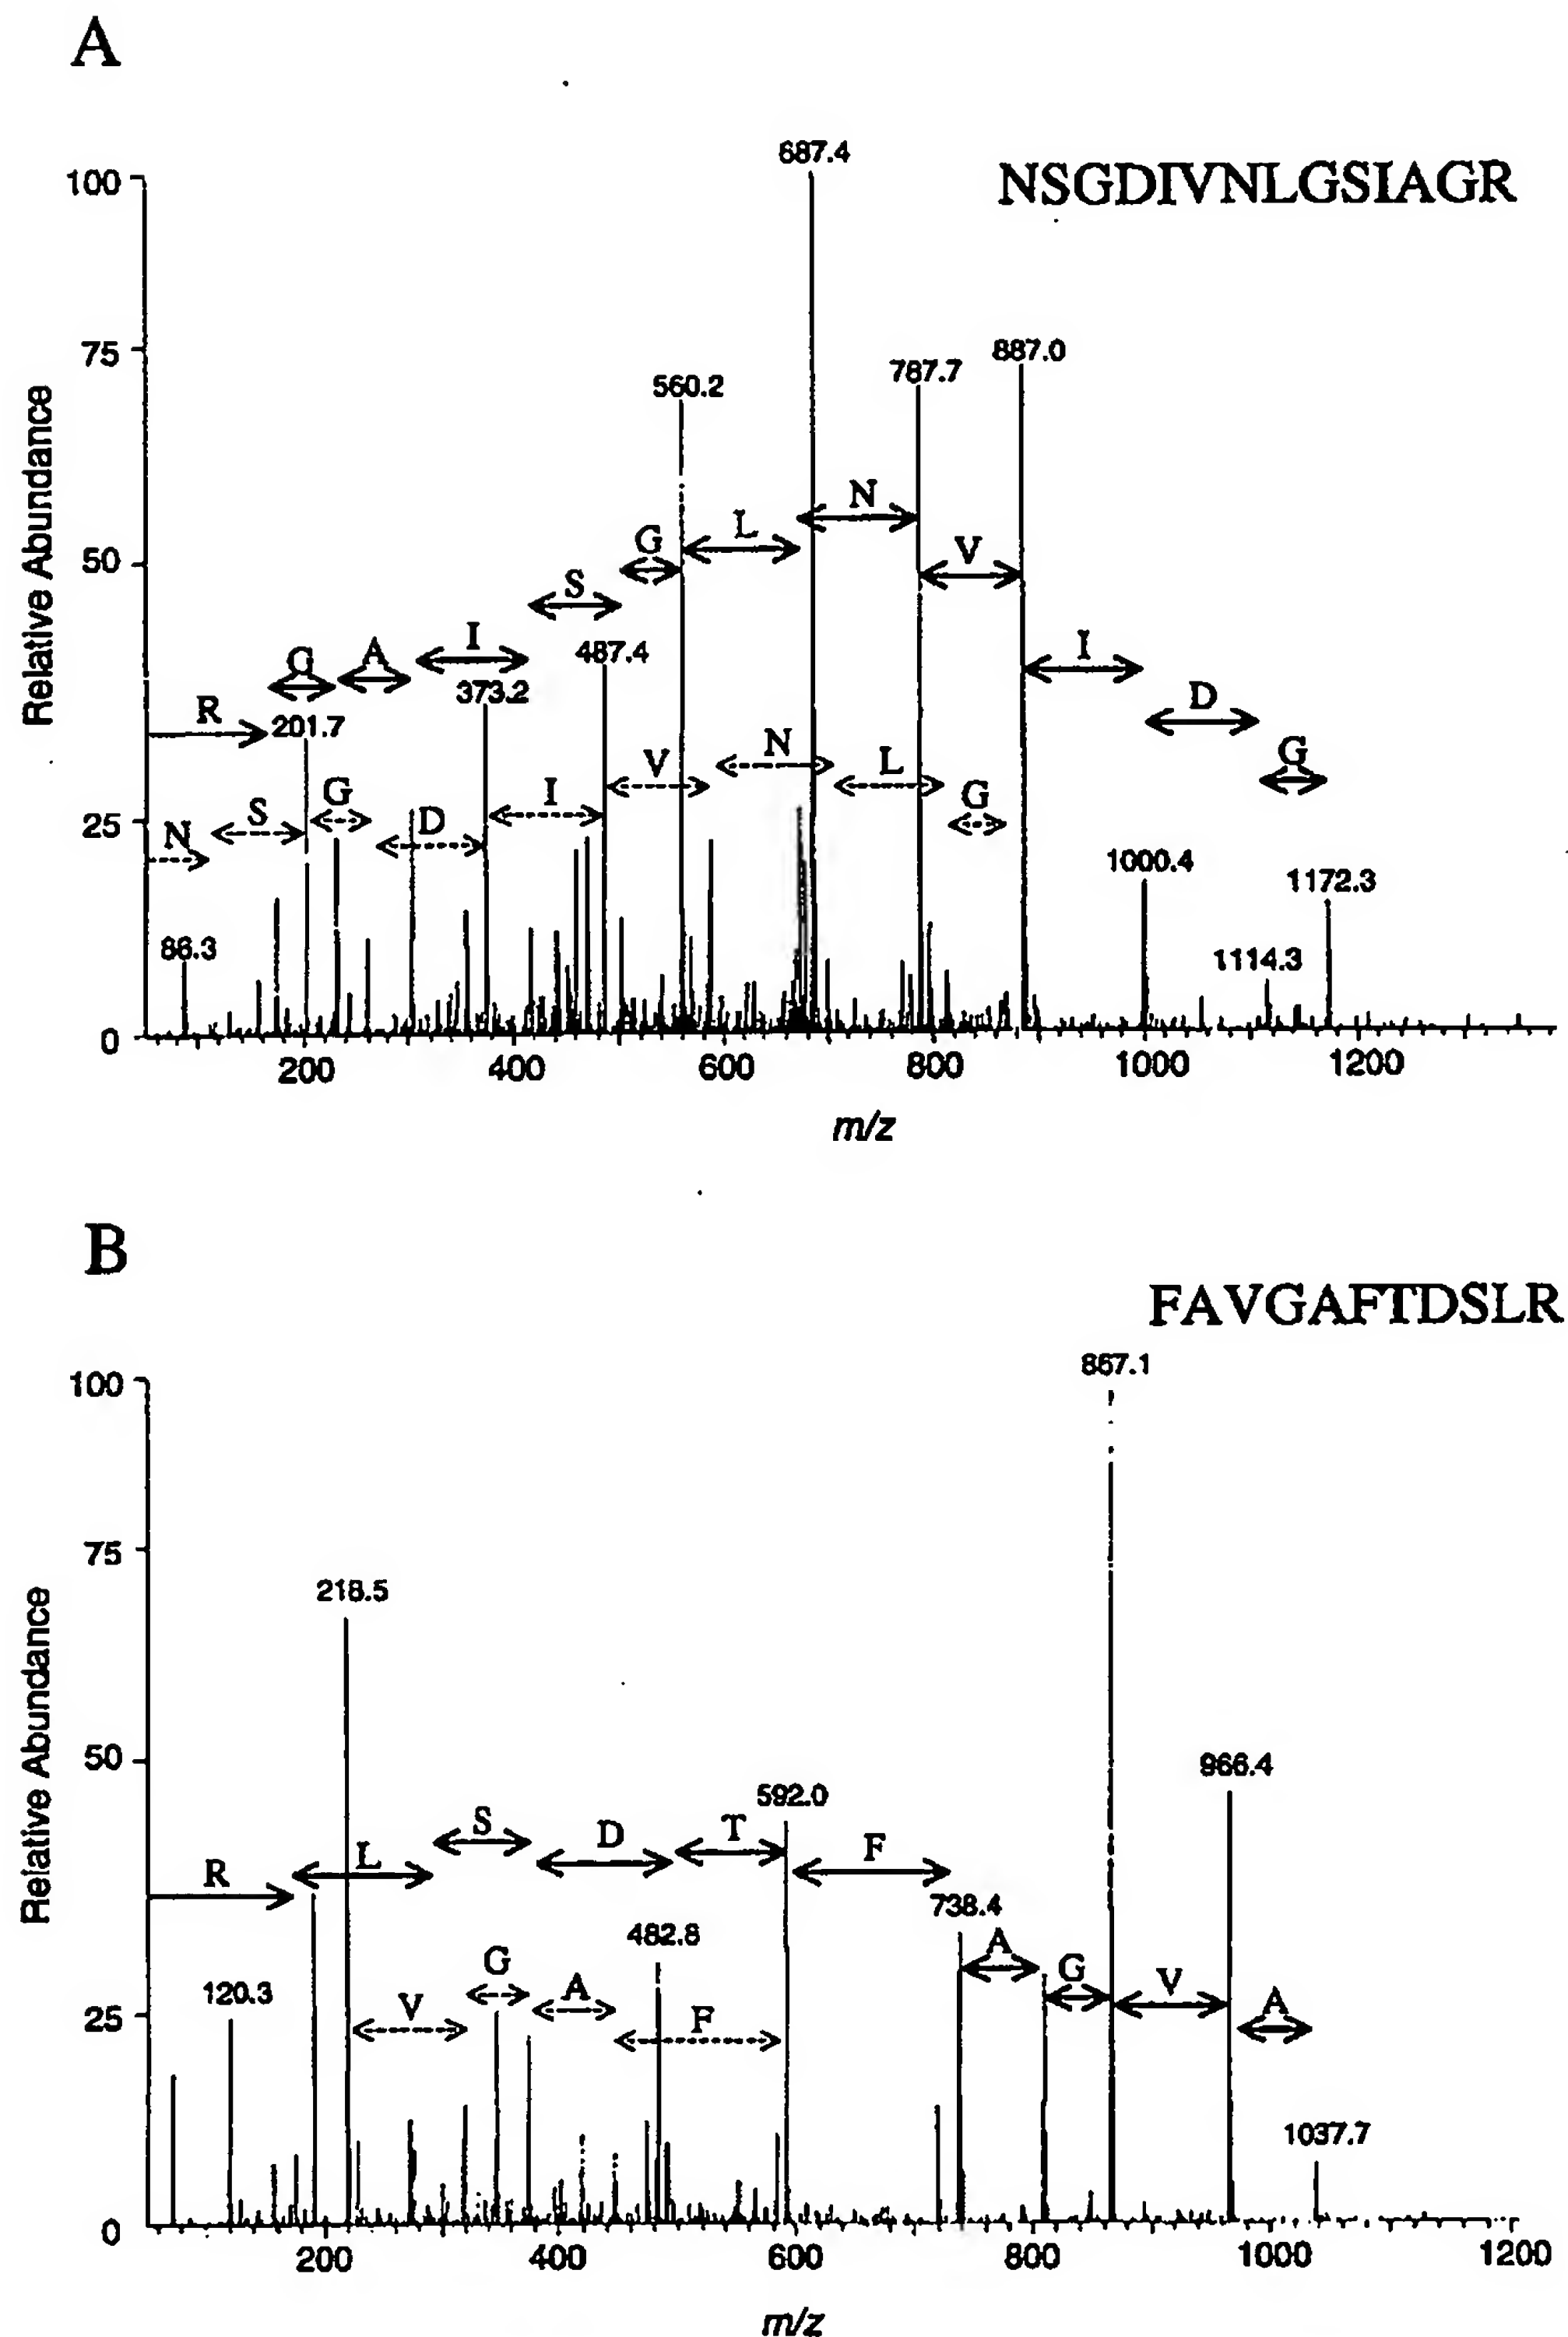 A
687.4
NSGDIVNLGSIAGR
100
75
887.0
787.7
560.2
Relative Abundance
N
L
G
V
50
S
I
A
I
487.4
G
373.2
D
R
201.7
G
N
V
L
I
G
G
S
D
25
N
1000.4
1172.3
86.3
1114.3
0
200 400 600 800 1000 1200
m/z
B
FAVGAFTDSLR
867.1
100
75
218.5
Relative Abundance
50
966.4
592.0
S
D
T
F
L
R
738.4
482.8
A
G
G
V
A
120.3
V
A
F
25
1037.7
0
200 400 600 800 1000 1200
m/z